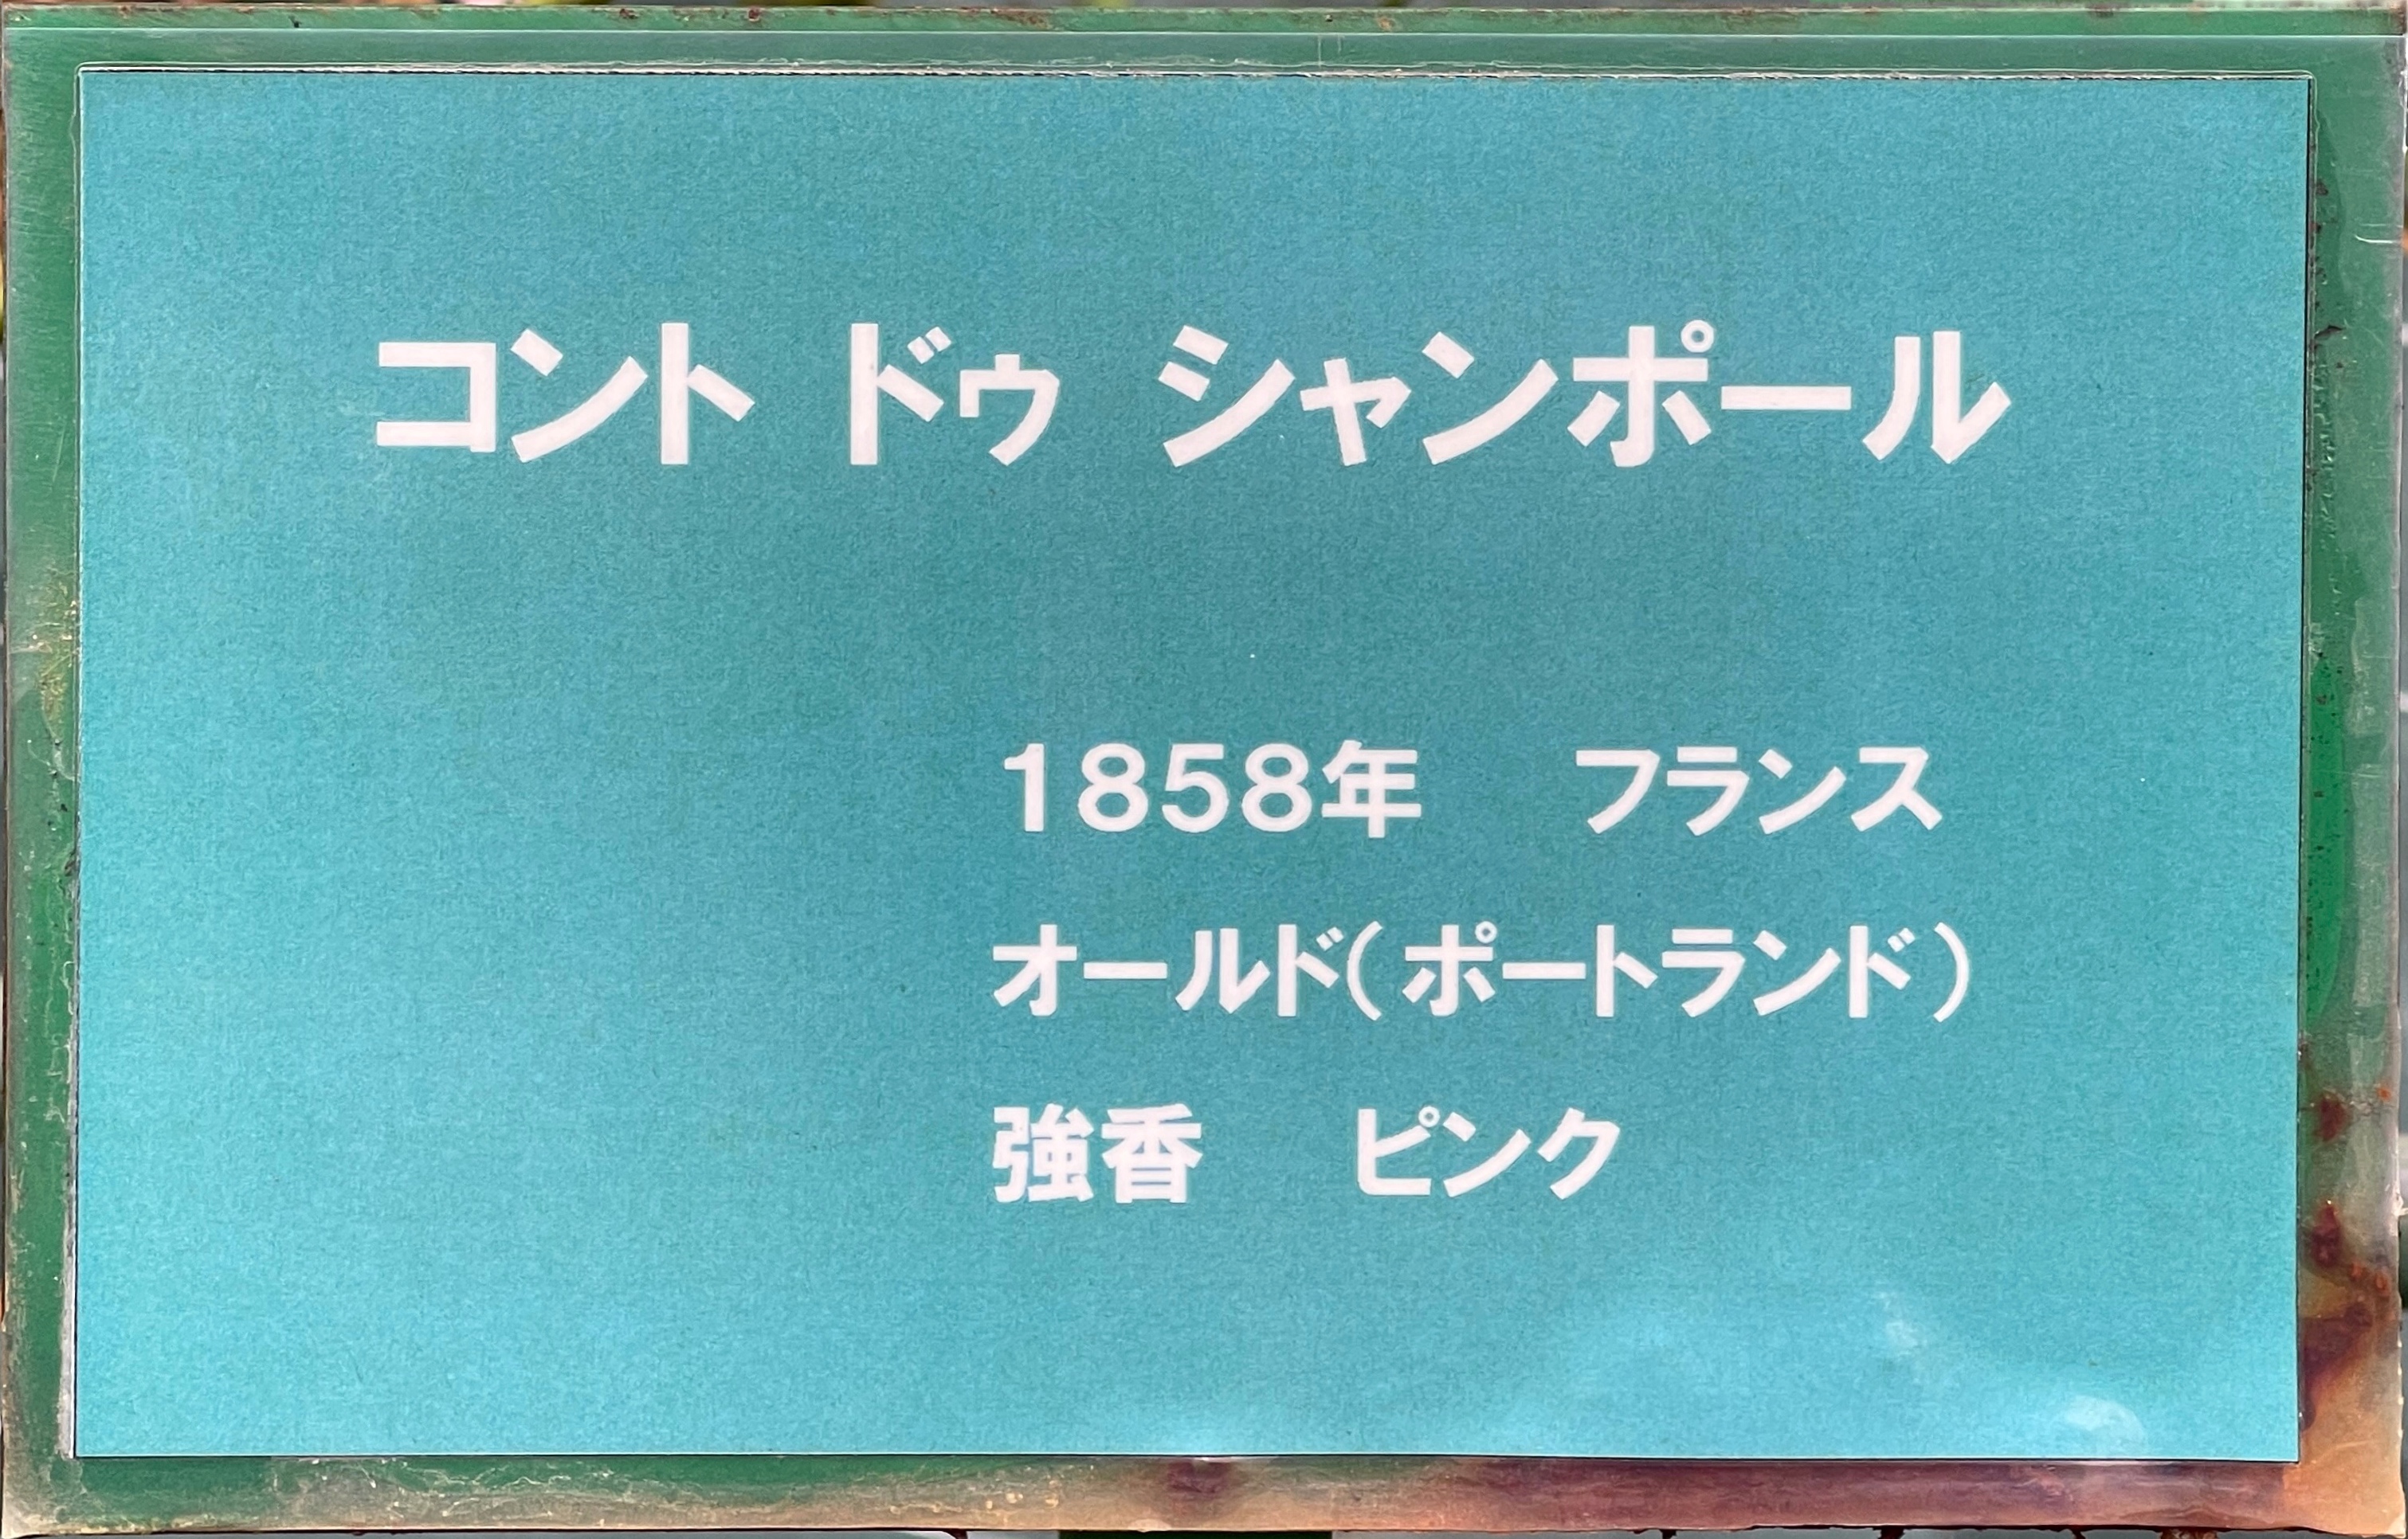 コント ドゥ シャンポール
1858年　フランス
オールド(ポートランド)
強香　ピンク